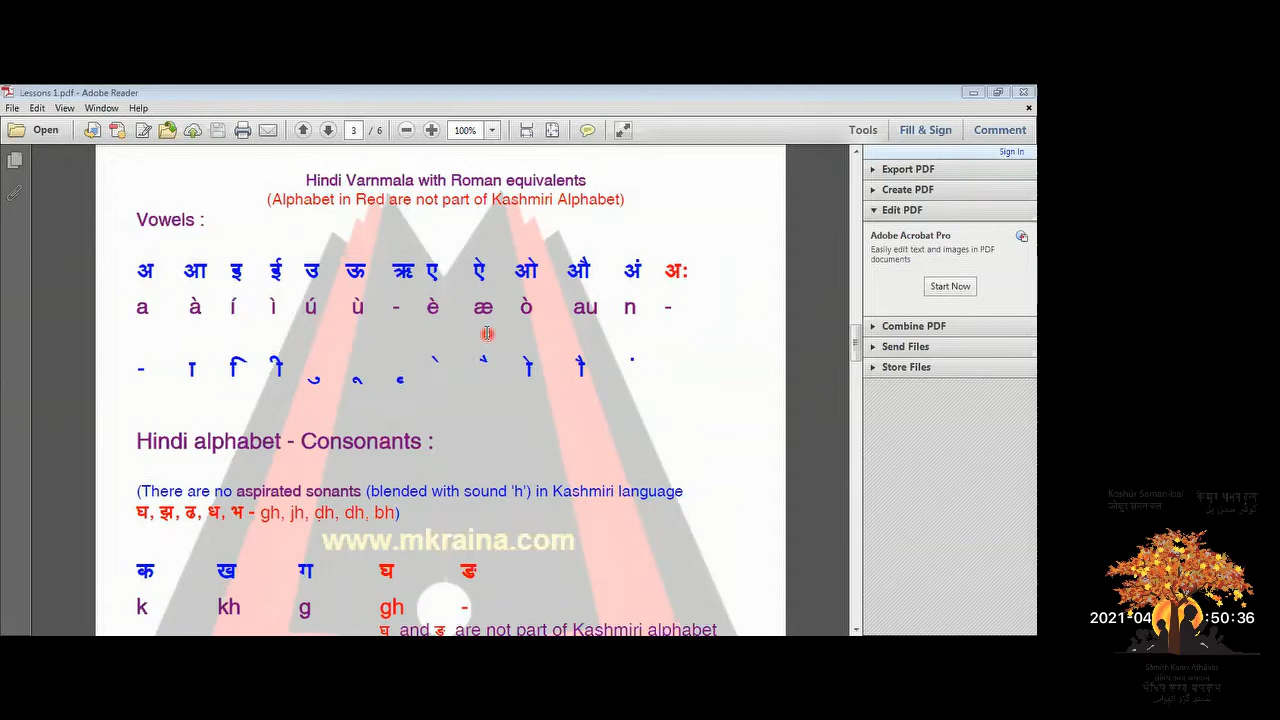 Lessons 1.pdf - Adobe Reader
File Edit View Window Help
Open 3 / 6 100% Tools Fill & Sign Comment
Sign In
Export PDF
Create PDF
Edit PDF
Adobe Acrobat Pro
Easily edit text and images in PDF
documents
Start Now
Combine PDF
Send Files
Store Files
Hindi Varnmala with Roman equivalents
(Alphabet in Red are not part of Kashmiri Alphabet)
Vowels :
अ आ इ ई उ ऊ ऋ ए ऐ ओ औ अं अ:
a à í ì ú ù - è æ ò au n -
- ा ि ी ु ू ृ े ै ो ौ ं
Hindi alphabet - Consonants :
(There are no aspirated sonants (blended with sound 'h') in Kashmiri language
घ, झ, ढ, ध, भ - gh, jh, ḍh, dh, bh)
www.mkraina.com
क ख ग घ ङ
k kh g gh -
घ and ङ are not part of Kashmiri alphabet
2021-04 :50:36